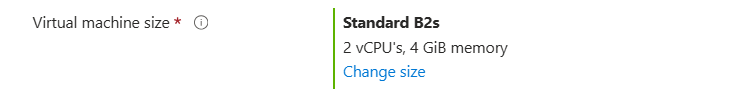 Virtual machine size * Standard B2s
2 vCPU's, 4 GiB memory
Change size